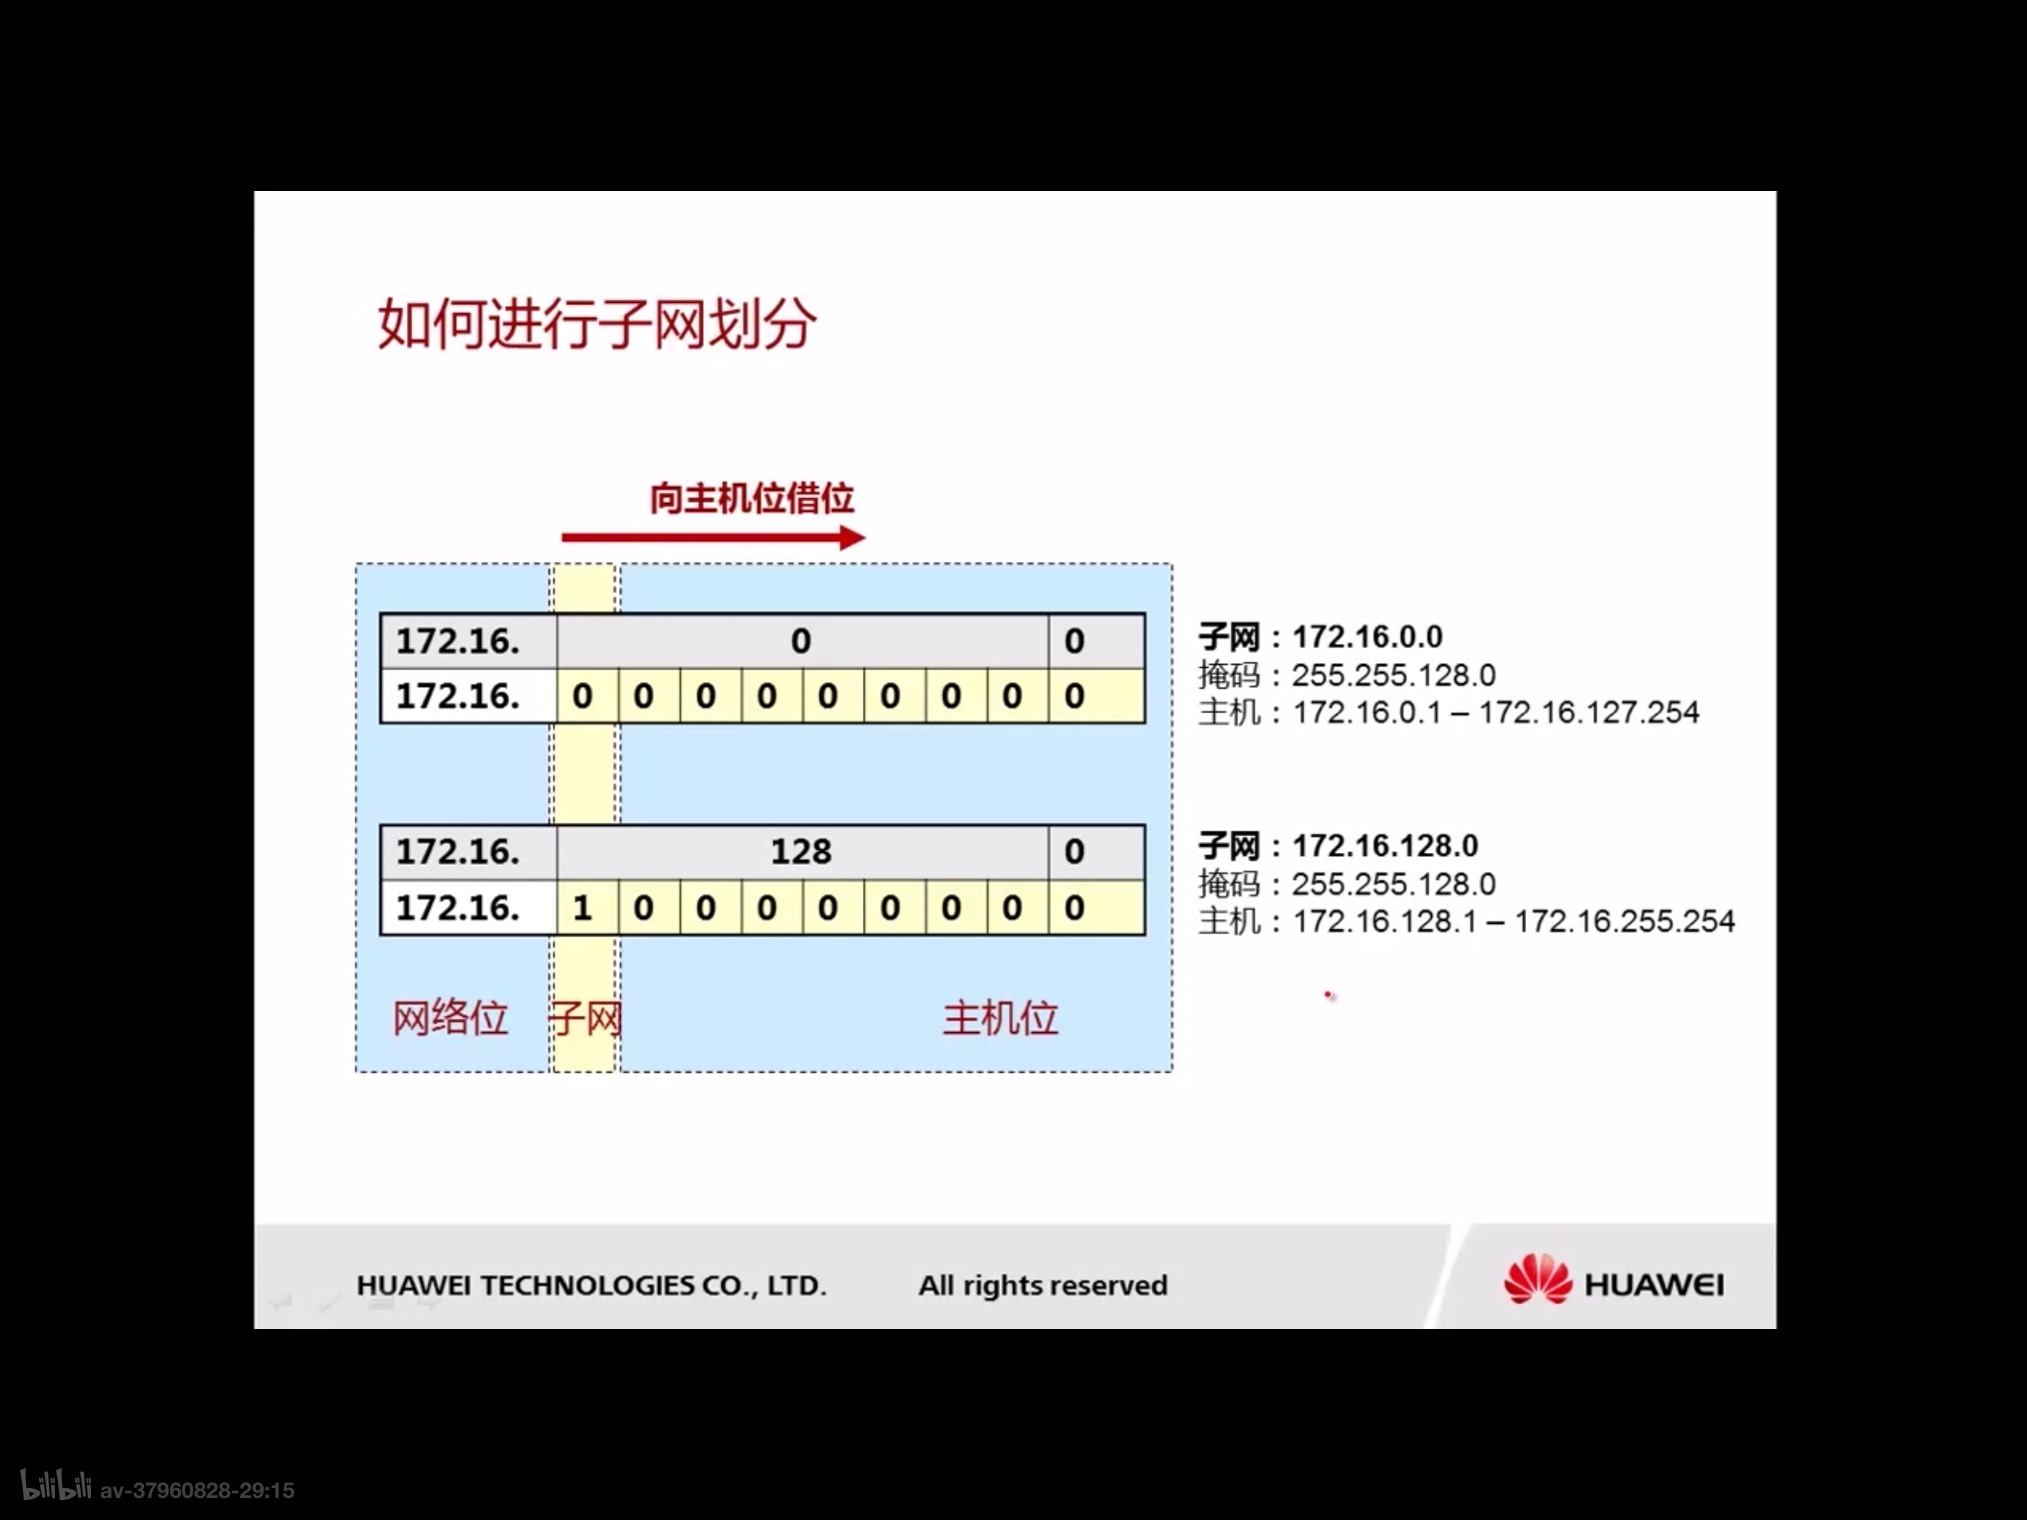 如何进行子网划分
向主机位借位
172.16. 0 0
172.16. 0 0 0 0 0 0 0 0 0
子网：172.16.0.0
掩码：255.255.128.0
主机：172.16.0.1 – 172.16.127.254
172.16. 128 0
172.16. 1 0 0 0 0 0 0 0 0
子网：172.16.128.0
掩码：255.255.128.0
主机：172.16.128.1 – 172.16.255.254
网络位 子网 主机位
HUAWEI TECHNOLOGIES CO., LTD. All rights reserved HUAWEI
bilibili av-37960828-29:15